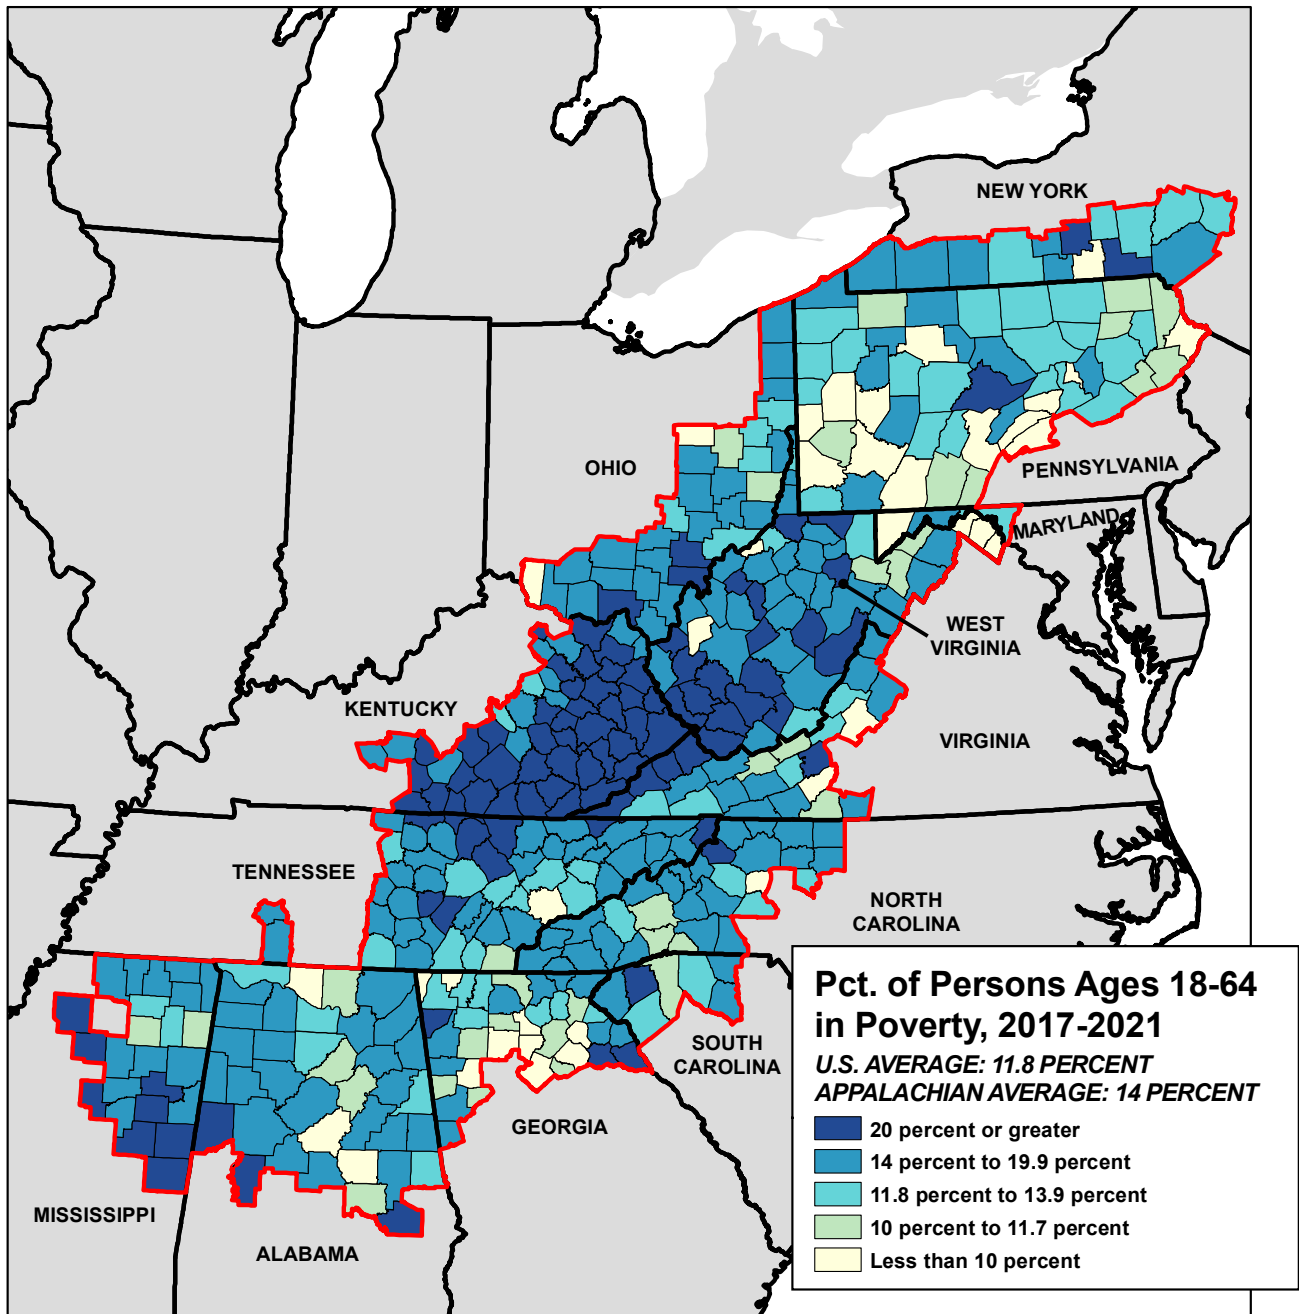 NEW YORK
OHIO
PENNSYLVANIA
MARYLAND
WEST
VIRGINIA
KENTUCKY
VIRGINIA
TENNESSEE
NORTH
CAROLINA
SOUTH
CAROLINA
GEORGIA
MISSISSIPPI
ALABAMA
Pct. of Persons Ages 18-64
in Poverty, 2017-2021
U.S. AVERAGE: 11.8 PERCENT
APPALACHIAN AVERAGE: 14 PERCENT
20 percent or greater
14 percent to 19.9 percent
11.8 percent to 13.9 percent
10 percent to 11.7 percent
Less than 10 percent